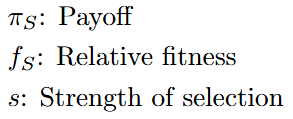 π_S: Payoff
f_S: Relative fitness
s: Strength of selection